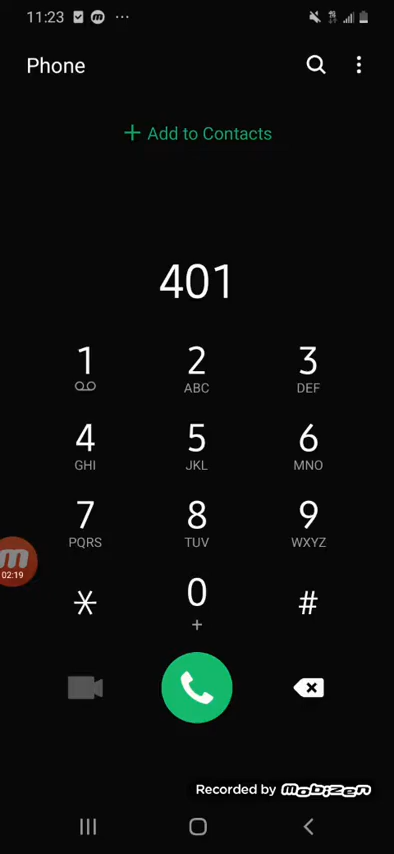 11:23
Phone
+ Add to Contacts
401
1 2 3
ABC DEF
4 5 6
GHI JKL MNO
7 8 9
PQRS TUV WXYZ
02:19
* 0 #
+
Recorded by mobizen